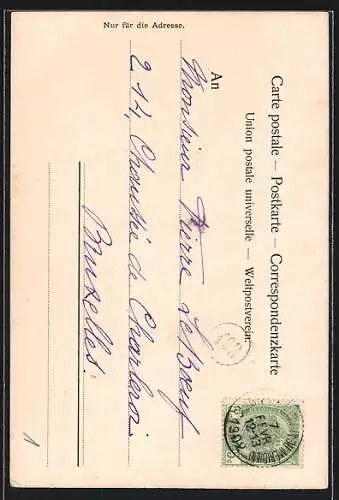 Carte postale — Postkarte — Correspondenzkarte
Union postale universelle — Weltpostverein.
An
Monsieur Pierre LeBoeuf
214, Chaussée de Charleroi
Bruxelles.
Nur für die Adresse.